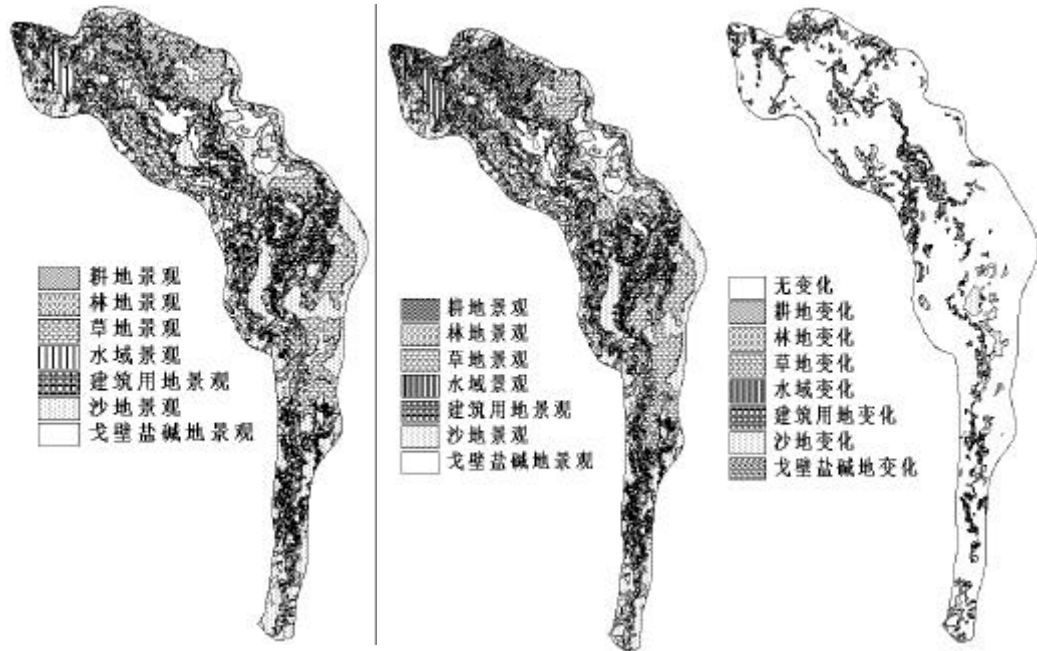 耕地景观
林地景观
草地景观
水域景观
建筑用地景观
沙地景观
戈壁盐碱地景观
耕地景观
林地景观
草地景观
水域景观
建筑用地景观
沙地景观
戈壁盐碱地景观
无变化
耕地变化
林地变化
草地变化
水域变化
建筑用地变化
沙地变化
戈壁盐碱地变化